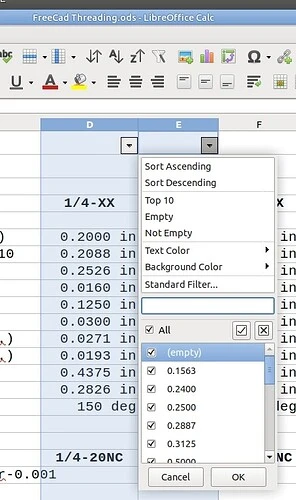 FreeCad Threading.ods - LibreOffice Calc
abc
Ω
U A
D E F
Sort Ascending
Sort Descending
Top 10
Empty
Not Empty
Text Color
Background Color
Standard Filter...
All
(empty)
0.1563
0.2400
0.2500
0.2887
0.3125
0.5000
Cancel OK
1/4-XX X
) 0.2000 in in
10 0.2088 in in
0.2526 in in
0.0160 in in
0.1250 in in
0.0300 in in
) 0.0271 in in
) 0.0193 in in
0.4375 in in
0.2826 in in
150 deg eg
1/4-20NC NC
r-0.001